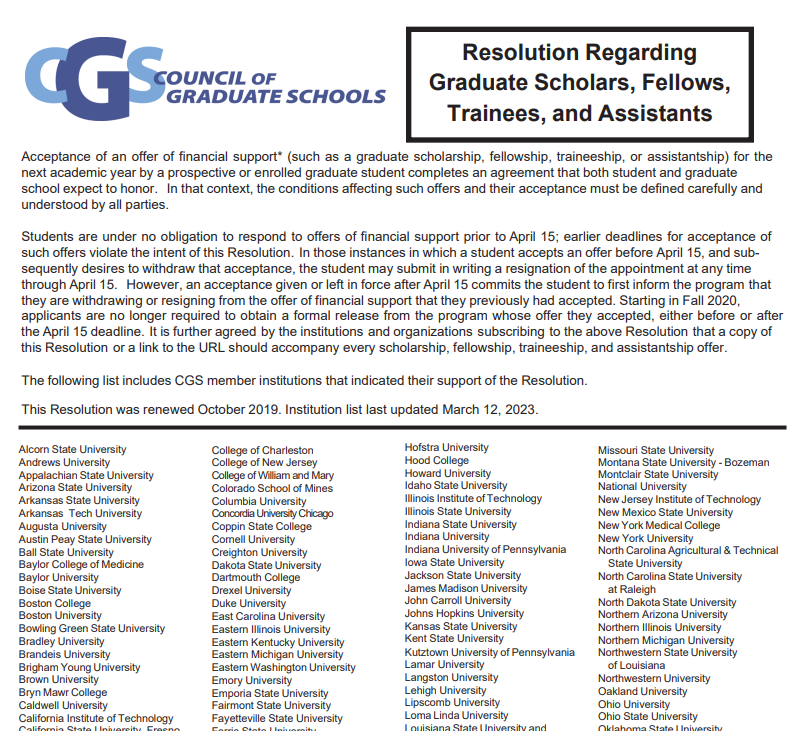 CGS COUNCIL OF
GRADUATE SCHOOLS
Resolution Regarding
Graduate Scholars, Fellows,
Trainees, and Assistants
Acceptance of an offer of financial support* (such as a graduate scholarship, fellowship, traineeship, or assistantship) for the
next academic year by a prospective or enrolled graduate student completes an agreement that both student and graduate
school expect to honor. In that context, the conditions affecting such offers and their acceptance must be defined carefully and
understood by all parties.
Students are under no obligation to respond to offers of financial support prior to April 15; earlier deadlines for acceptance of
such offers violate the intent of this Resolution. In those instances in which a student accepts an offer before April 15, and sub-
sequently desires to withdraw that acceptance, the student may submit in writing a resignation of the appointment at any time
through April 15. However, an acceptance given or left in force after April 15 commits the student to first inform the program that
they are withdrawing or resigning from the offer of financial support that they previously had accepted. Starting in Fall 2020,
applicants are no longer required to obtain a formal release from the program whose offer they accepted, either before or after
the April 15 deadline. It is further agreed by the institutions and organizations subscribing to the above Resolution that a copy of
this Resolution or a link to the URL should accompany every scholarship, fellowship, traineeship, and assistantship offer.
The following list includes CGS member institutions that indicated their support of the Resolution.
This Resolution was renewed October 2019. Institution list last updated March 12, 2023.
Alcorn State University
Andrews University
Appalachian State University
Arizona State University
Arkansas State University
Arkansas Tech University
Augusta University
Austin Peay State University
Ball State University
Baylor College of Medicine
Baylor University
Boise State University
Boston College
Boston University
Bowling Green State University
Bradley University
Brandeis University
Brigham Young University
Brown University
Bryn Mawr College
Caldwell University
California Institute of Technology
California State University, Fresno
College of Charleston
College of New Jersey
College of William and Mary
Colorado School of Mines
Columbia University
Concordia University Chicago
Coppin State College
Cornell University
Creighton University
Dakota State University
Dartmouth College
Drexel University
Duke University
East Carolina University
Eastern Illinois University
Eastern Kentucky University
Eastern Michigan University
Eastern Washington University
Emory University
Emporia State University
Fairmont State University
Fayetteville State University
Ferris State University
Hofstra University
Hood College
Howard University
Idaho State University
Illinois Institute of Technology
Illinois State University
Indiana State University
Indiana University
Indiana University of Pennsylvania
Iowa State University
Jackson State University
James Madison University
John Carroll University
Johns Hopkins University
Kansas State University
Kent State University
Kutztown University of Pennsylvania
Lamar University
Langston University
Lehigh University
Lipscomb University
Loma Linda University
Louisiana State University and
Missouri State University
Montana State University - Bozeman
Montclair State University
National University
New Jersey Institute of Technology
New Mexico State University
New York Medical College
New York University
North Carolina Agricultural & Technical
State University
North Carolina State University
at Raleigh
North Dakota State University
Northern Arizona University
Northern Illinois University
Northern Michigan University
Northwestern State University
of Louisiana
Northwestern University
Oakland University
Ohio University
Ohio State University
Oklahoma State University